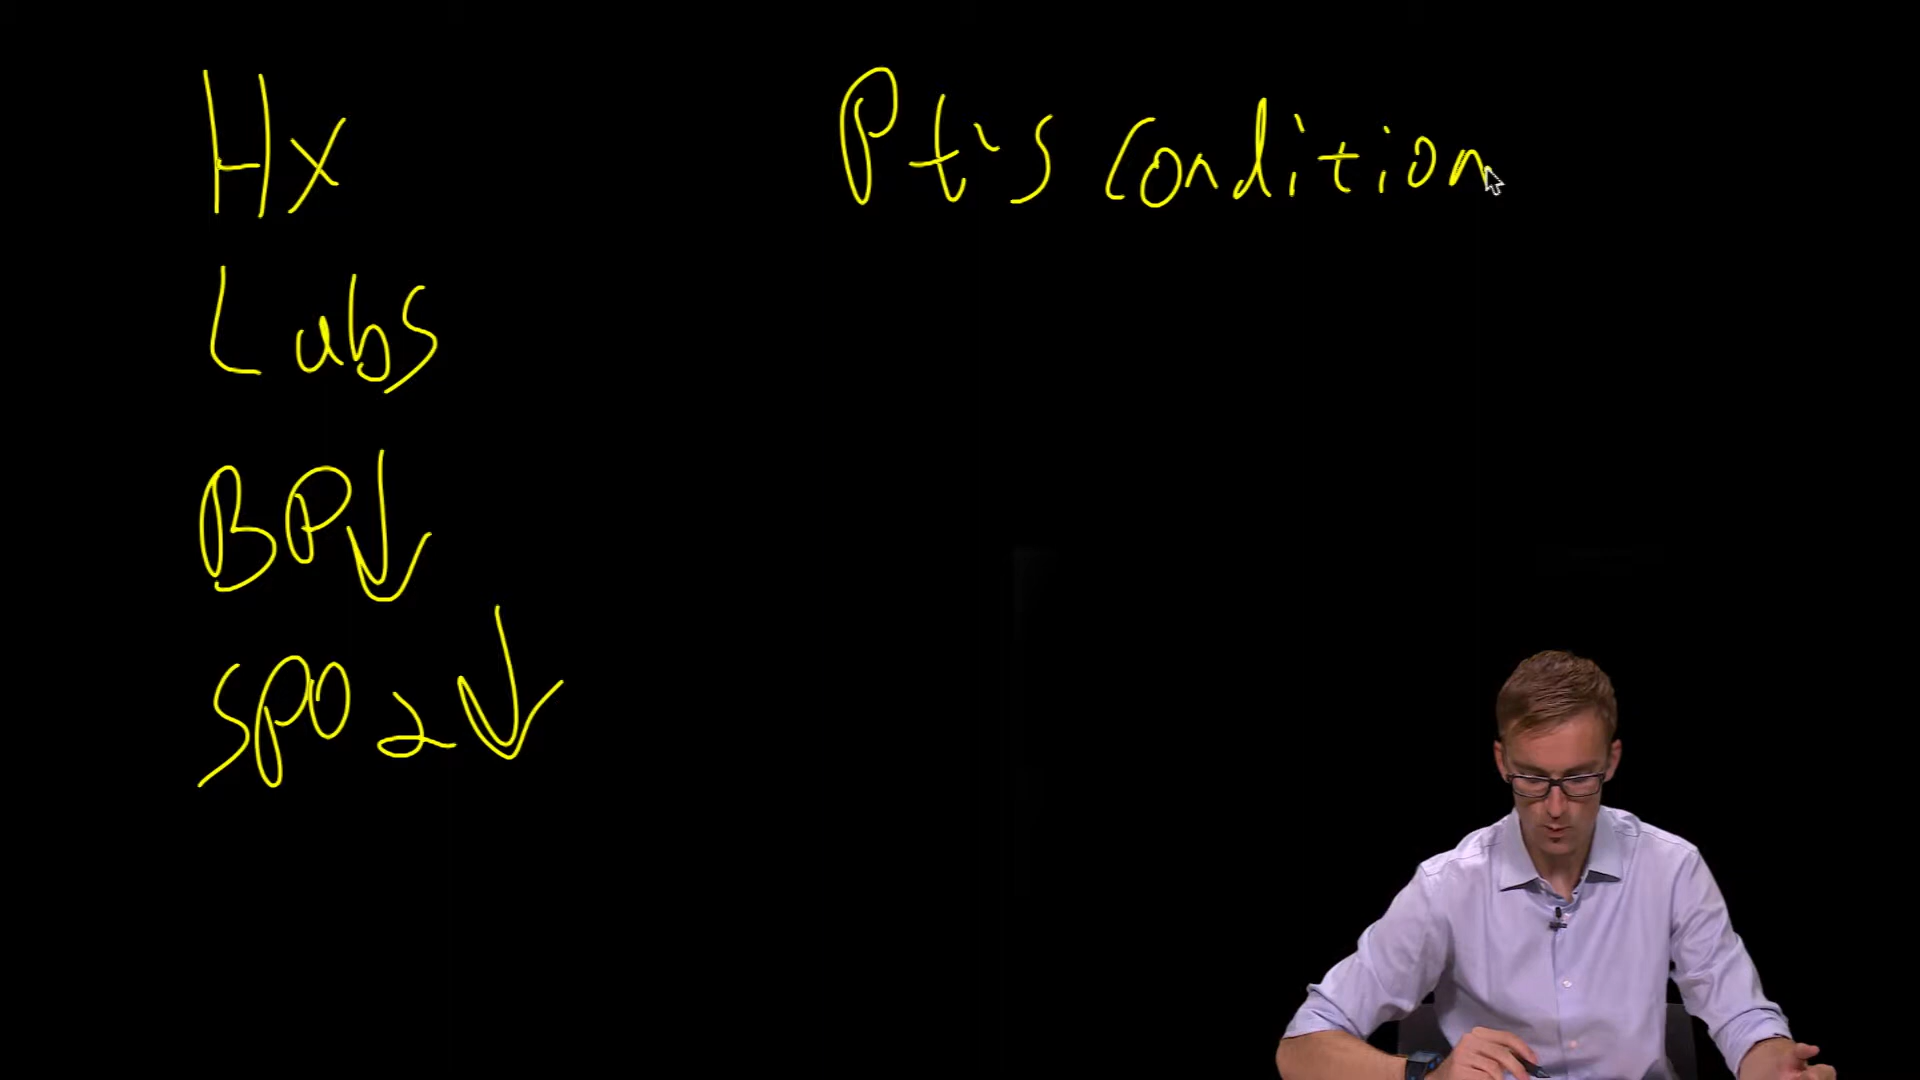 Hx
Labs
BP↓
SPO2↓
Pt's condition